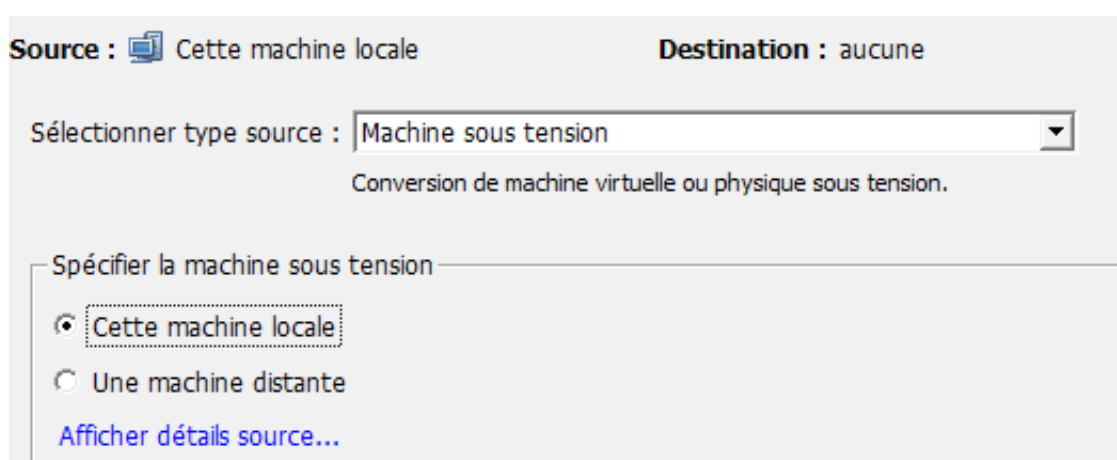 Source : Cette machine locale Destination : aucune
Sélectionner type source : Machine sous tension
Conversion de machine virtuelle ou physique sous tension.
Spécifier la machine sous tension
Cette machine locale
Une machine distante
Afficher détails source...